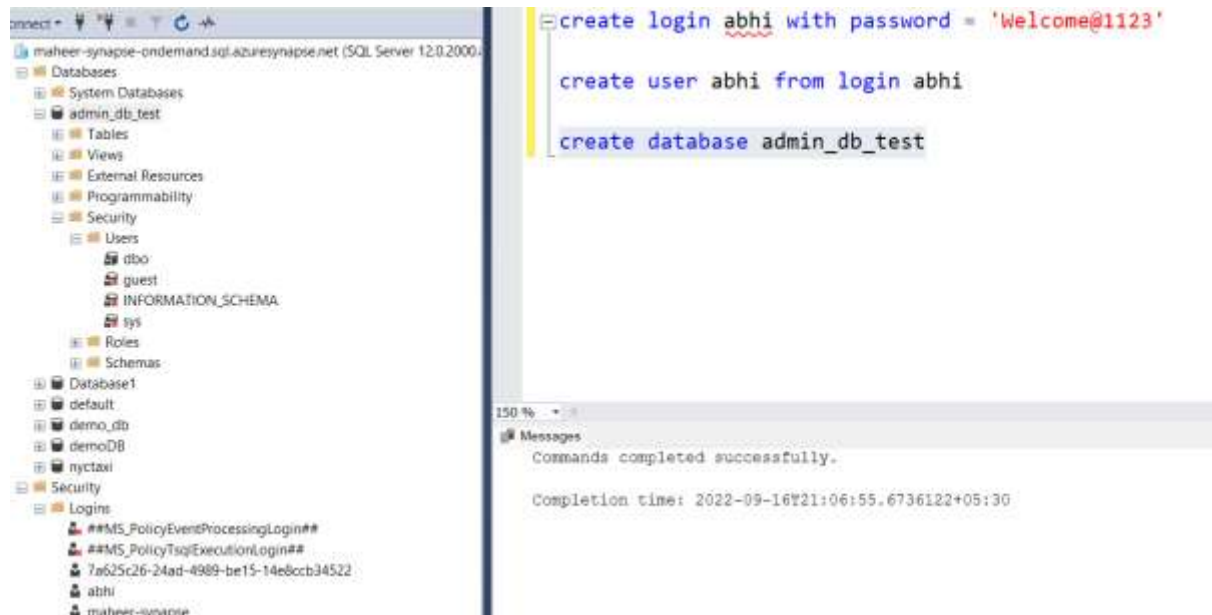 onnect
maheer-synapse-ondemand.sql.azuresynapse.net (SQL Server 12.0.2000.
Databases
System Databases
admin_db_test
Tables
Views
External Resources
Programmability
Security
Users
dbo
guest
INFORMATION_SCHEMA
sys
Roles
Schemas
Database1
default
demo_db
demoDB
nyctaxi
Security
Logins
##MS_PolicyEventProcessingLogin##
##MS_PolicyTsqlExecutionLogin##
7a625c26-24ad-4989-be15-14e8ccb34522
abhi
maheer-synapse
create login abhi with password = 'Welcome@1123'
create user abhi from login abhi
create database admin_db_test
150 %
Messages
Commands completed successfully.
Completion time: 2022-09-16T21:06:55.6736122+05:30